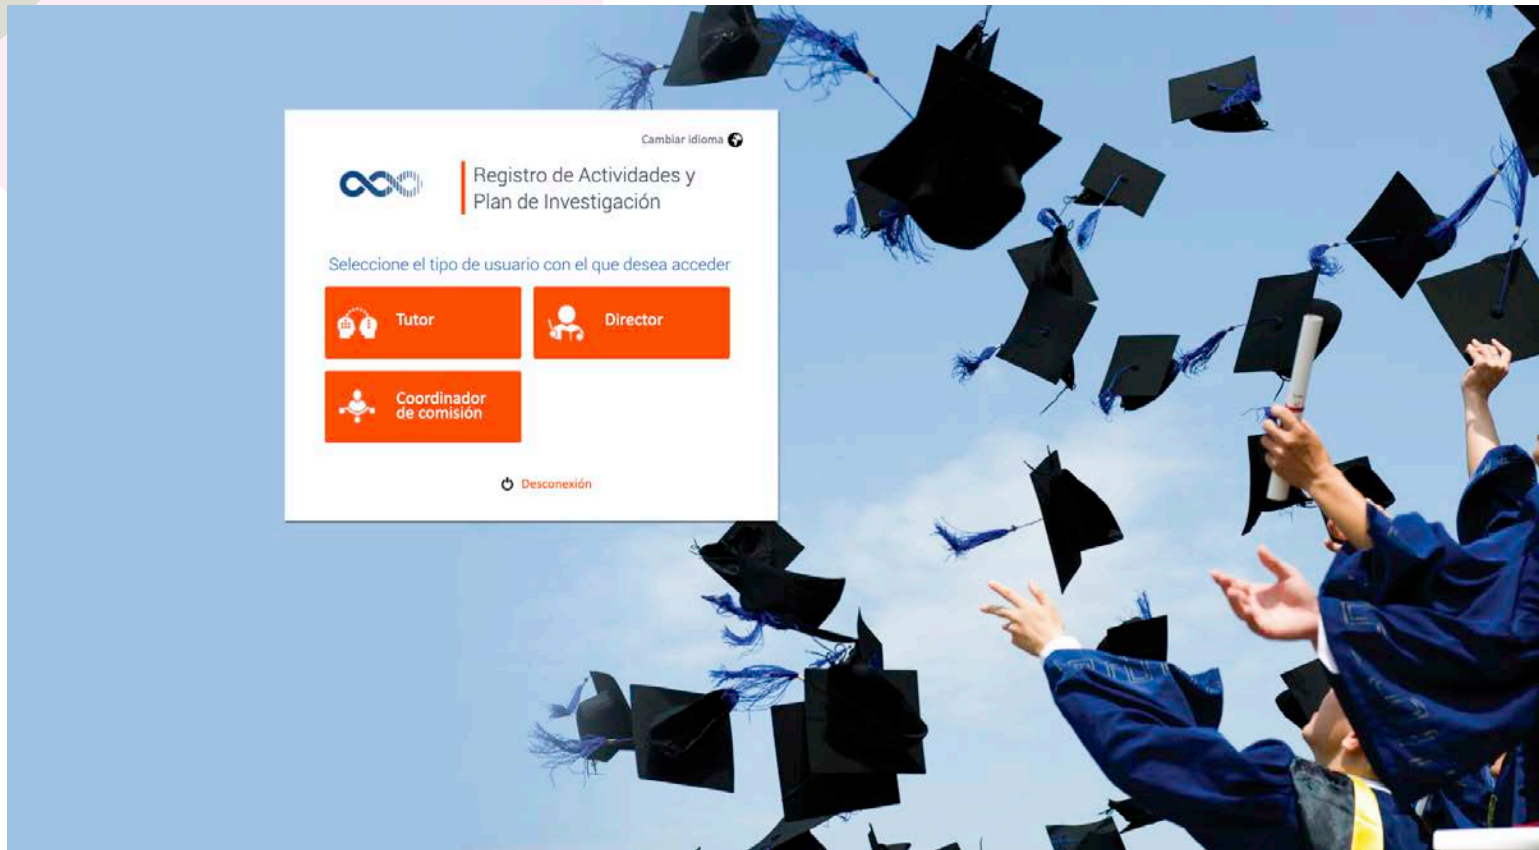 Cambiar idioma
Registro de Actividades y
Plan de Investigación
Seleccione el tipo de usuario con el que desea acceder
Tutor
Director
Coordinador
de comisión
Desconexión